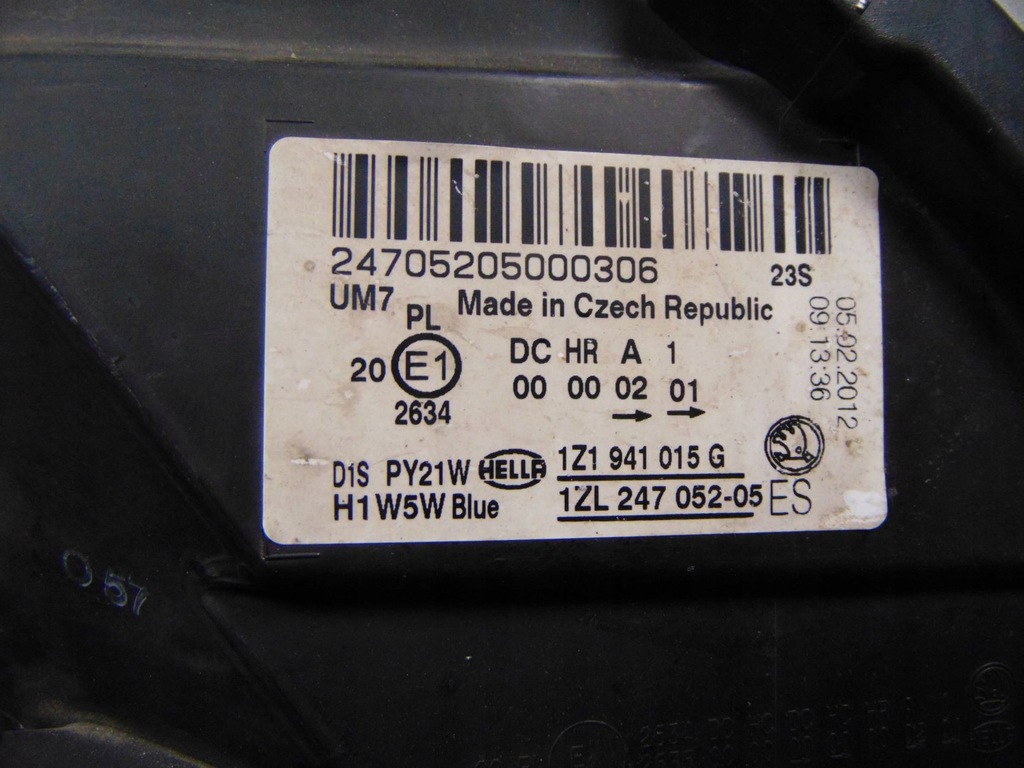 24705205000306
23S
UM7 Made in Czech Republic
PL
20 E1
2634
DC HR A 1
00 00 02 01
05.02.2012
09:13:36
D1S PY21W HELLA 1Z1 941 015 G
H1 W5W Blue 1ZL 247 052-05 ES
0 57